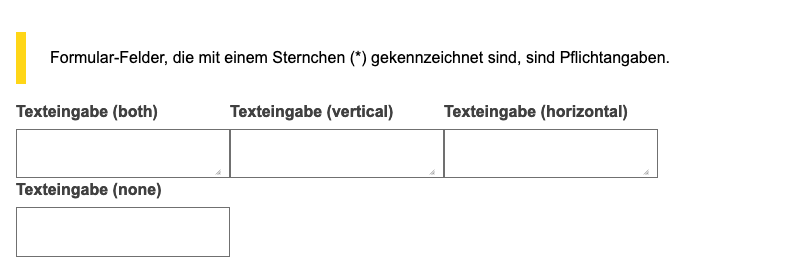 Formular-Felder, die mit einem Sternchen (*) gekennzeichnet sind, sind Pflichtangaben.
Texteingabe (both) Texteingabe (vertical) Texteingabe (horizontal)
Texteingabe (none)